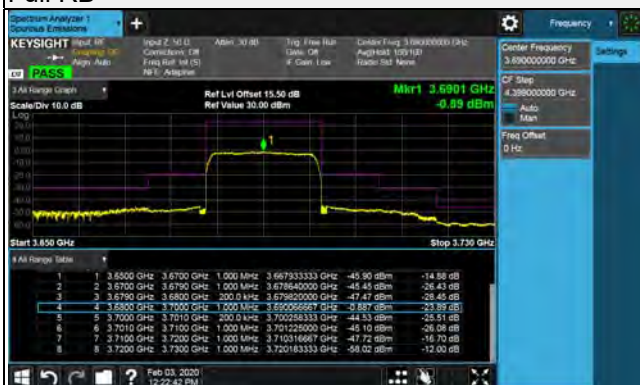 Full RB
Spectrum Analyzer 1
Spurious Emissions
Frequency
KEYSIGHT Input: RF
Coupling: DC
Align: Auto
Input Z: 50 Ω
Corrections: Off
Freq Ref: Int (S)
NFE: Adaptive
Atten: 30 dB
Trig: Free Run
Gate: Off
IF Gain: Low
Center Freq: 3.690000000 GHz
Avg|Hold: 100/100
Radio Std: None
PASS
Center Frequency
3.690000000 GHz
Settings
CF Step
4.399000000 GHz
Auto
Man
Freq Offset
0 Hz
3 All Range Graph
Scale/Div 10.0 dB
Ref Lvl Offset 15.50 dB
Ref Value 30.00 dBm
Mkr1 3.6901 GHz
-0.89 dBm
Log
1
Start 3.650 GHz
Stop 3.730 GHz
All Range Table
1 1 3.6500 GHz 3.6700 GHz 1.000 MHz 3.667933333 GHz -45.90 dBm -14.88 dB
2 2 3.6700 GHz 3.6790 GHz 1.000 MHz 3.678640000 GHz -45.45 dBm -26.43 dB
3 3 3.6790 GHz 3.6800 GHz 200.0 kHz 3.679820000 GHz -47.47 dBm -28.45 dB
4 4 3.6800 GHz 3.7000 GHz 1.000 MHz 3.690066667 GHz -0.887 dBm -23.89 dB
5 5 3.7000 GHz 3.7010 GHz 200.0 kHz 3.700258333 GHz -44.53 dBm -25.51 dB
6 6 3.7010 GHz 3.7100 GHz 1.000 MHz 3.701225000 GHz -45.10 dBm -26.08 dB
7 7 3.7100 GHz 3.7200 GHz 1.000 MHz 3.710316667 GHz -47.72 dBm -16.70 dB
8 8 3.7200 GHz 3.7300 GHz 1.000 MHz 3.720183333 GHz -58.02 dBm -12.00 dB
Feb 03, 2020
12:22:42 PM